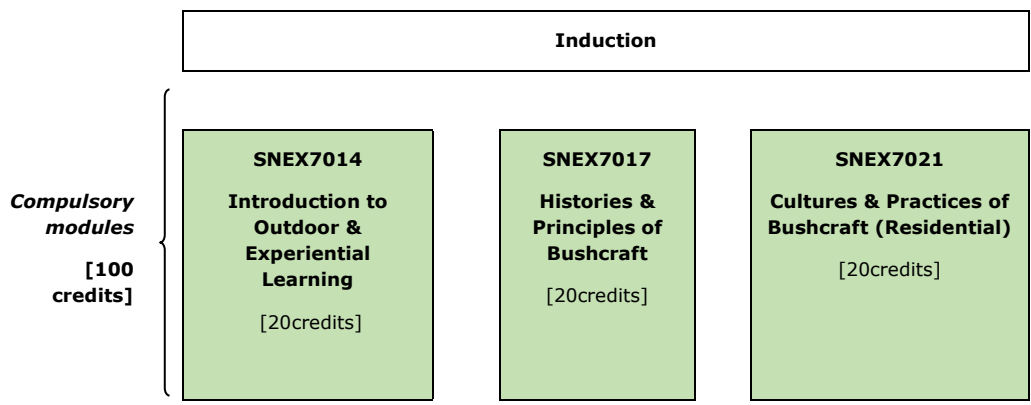 Induction
Compulsory
modules
[100
credits]
SNEX7014
Introduction to
Outdoor &
Experiential
Learning
[20credits]
SNEX7017
Histories &
Principles of
Bushcraft
[20credits]
SNEX7021
Cultures & Practices of
Bushcraft (Residential)
[20credits]